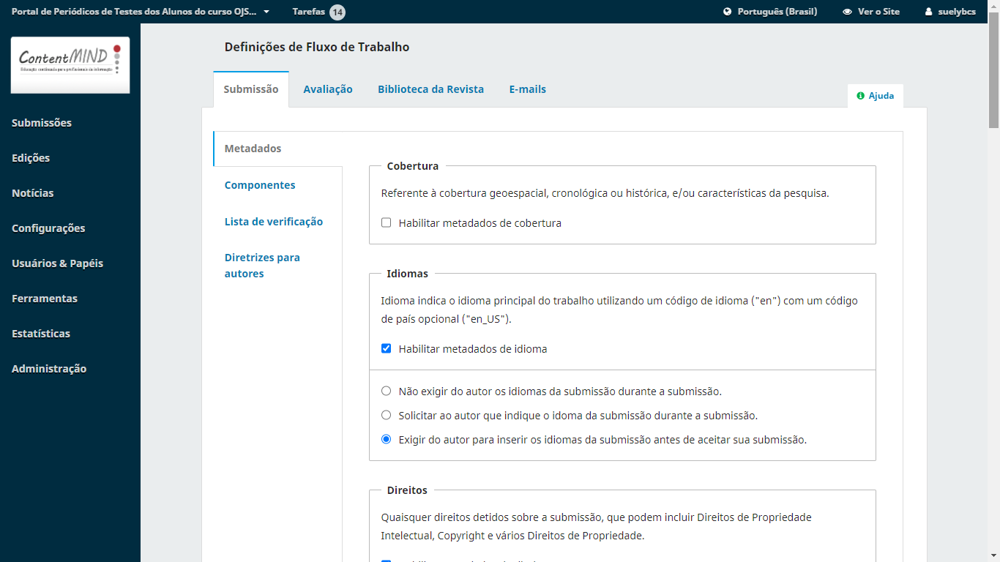 Portal de Periódicos de Testes dos Alunos do curso OJS...
Tarefas 14
Português (Brasil)
Ver o Site
suelybcs
ContentMIND
Educação continuada para profissionais da informação
Submissões
Edições
Notícias
Configurações
Usuários & Papéis
Ferramentas
Estatísticas
Administração
Definições de Fluxo de Trabalho
Submissão
Avaliação
Biblioteca da Revista
E-mails
Ajuda
Metadados
Componentes
Lista de verificação
Diretrizes para
autores
Cobertura
Referente à cobertura geoespacial, cronológica ou histórica, e/ou características da pesquisa.
Habilitar metadados de cobertura
Idiomas
Idioma indica o idioma principal do trabalho utilizando um código de idioma ("en") com um código
de país opcional ("en_US").
Habilitar metadados de idioma
Não exigir do autor os idiomas da submissão durante a submissão.
Solicitar ao autor que indique o idoma da submissão durante a submissão.
Exigir do autor para inserir os idiomas da submissão antes de aceitar sua submissão.
Direitos
Quaisquer direitos detidos sobre a submissão, que podem incluir Direitos de Propriedade
Intelectual, Copyright e vários Direitos de Propriedade.